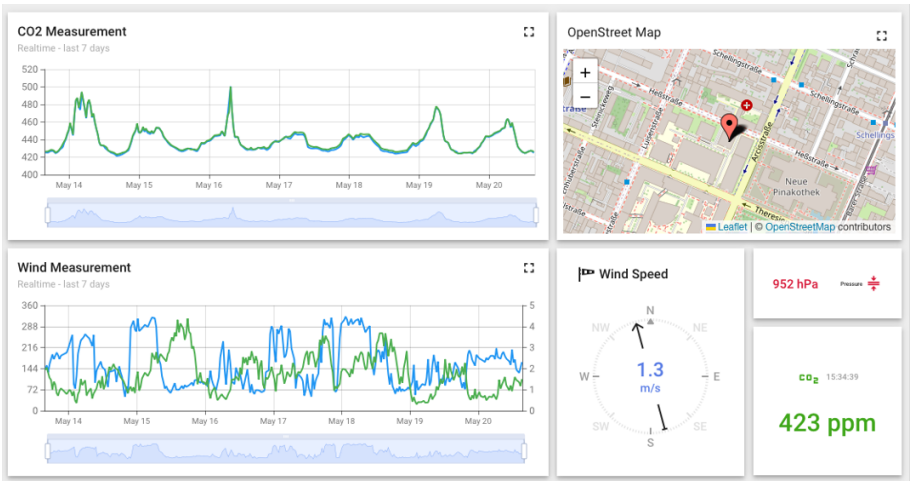 CO2 Measurement
Realtime - last 7 days
520
500
480
460
440
420
400
May 14 May 15 May 16 May 17 May 18 May 19 May 20
OpenStreet Map
+
−
Schellingstraße
Schellingstraße
Schellings
Heßstraße
Heßstraße
Luisenstraße
Arcisstraße
Steinickeweg
Neue
Pinakothek
Theresie
Barer Straße
Leaflet | © OpenStreetMap contributors
Wind Measurement
Realtime - last 7 days
360
288
216
144
72
0
5
4
3
2
1
0
May 14 May 15 May 16 May 17 May 18 May 19 May 20
Wind Speed
N
NW NE
W E
SW SE
S
1.3
m/s
952 hPa Pressure
CO2 15:34:39
423 ppm